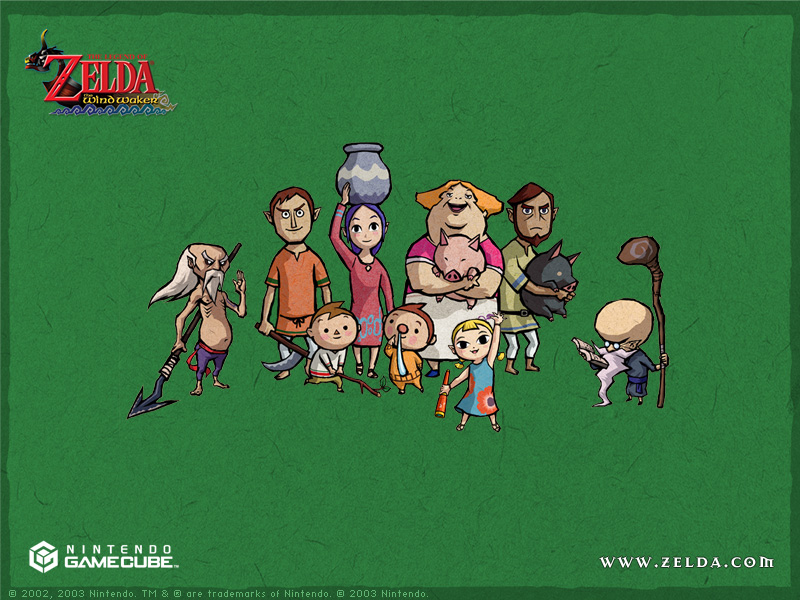 THE LEGEND OF
ZELDA
The Wind Waker
NINTENDO
GAMECUBE™
WWW.ZELDA.COM
© 2002, 2003 Nintendo. TM & ® are trademarks of Nintendo. © 2003 Nintendo.